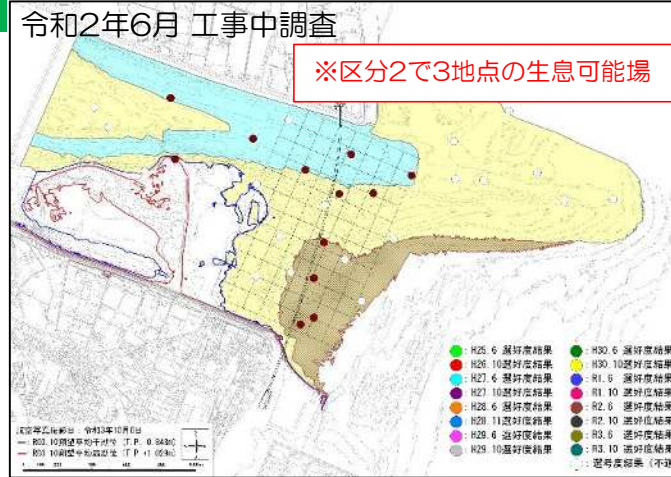 令和2年6月 工事中調査
※区分2で3地点の生息可能場
: H25.6 選好度結果
: H26.10選好度結果
: H27.6 選好度結果
: H27.10選好度結果
: H28.6 選好度結果
: H28.11選好度結果
: H29.6 選好度結果
: H29.10選好度結果
: H30.6 選好度結果
: H30.10選好度結果
: R1.6 選好度結果
: R1.10 選好度結果
: R2.6 選好度結果
: R2.10 選好度結果
: R3.6 選好度結果
: R3.10 選好度結果